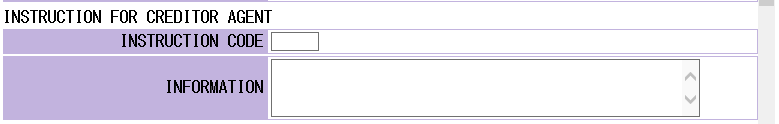 INSTRUCTION FOR CREDITOR AGENT
INSTRUCTION CODE
INFORMATION